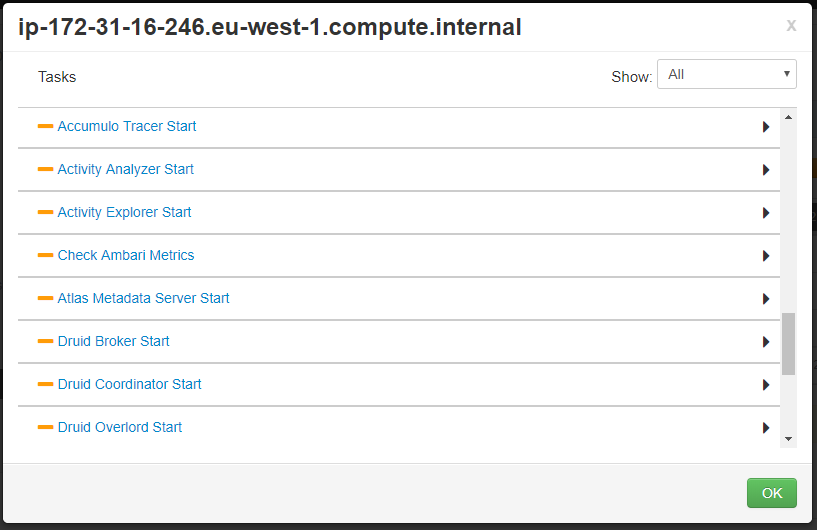 ip-172-31-16-246.eu-west-1.compute.internal x
Tasks Show: All
Accumulo Tracer Start
Activity Analyzer Start
Activity Explorer Start
Check Ambari Metrics
Atlas Metadata Server Start
Druid Broker Start
Druid Coordinator Start
Druid Overlord Start
OK